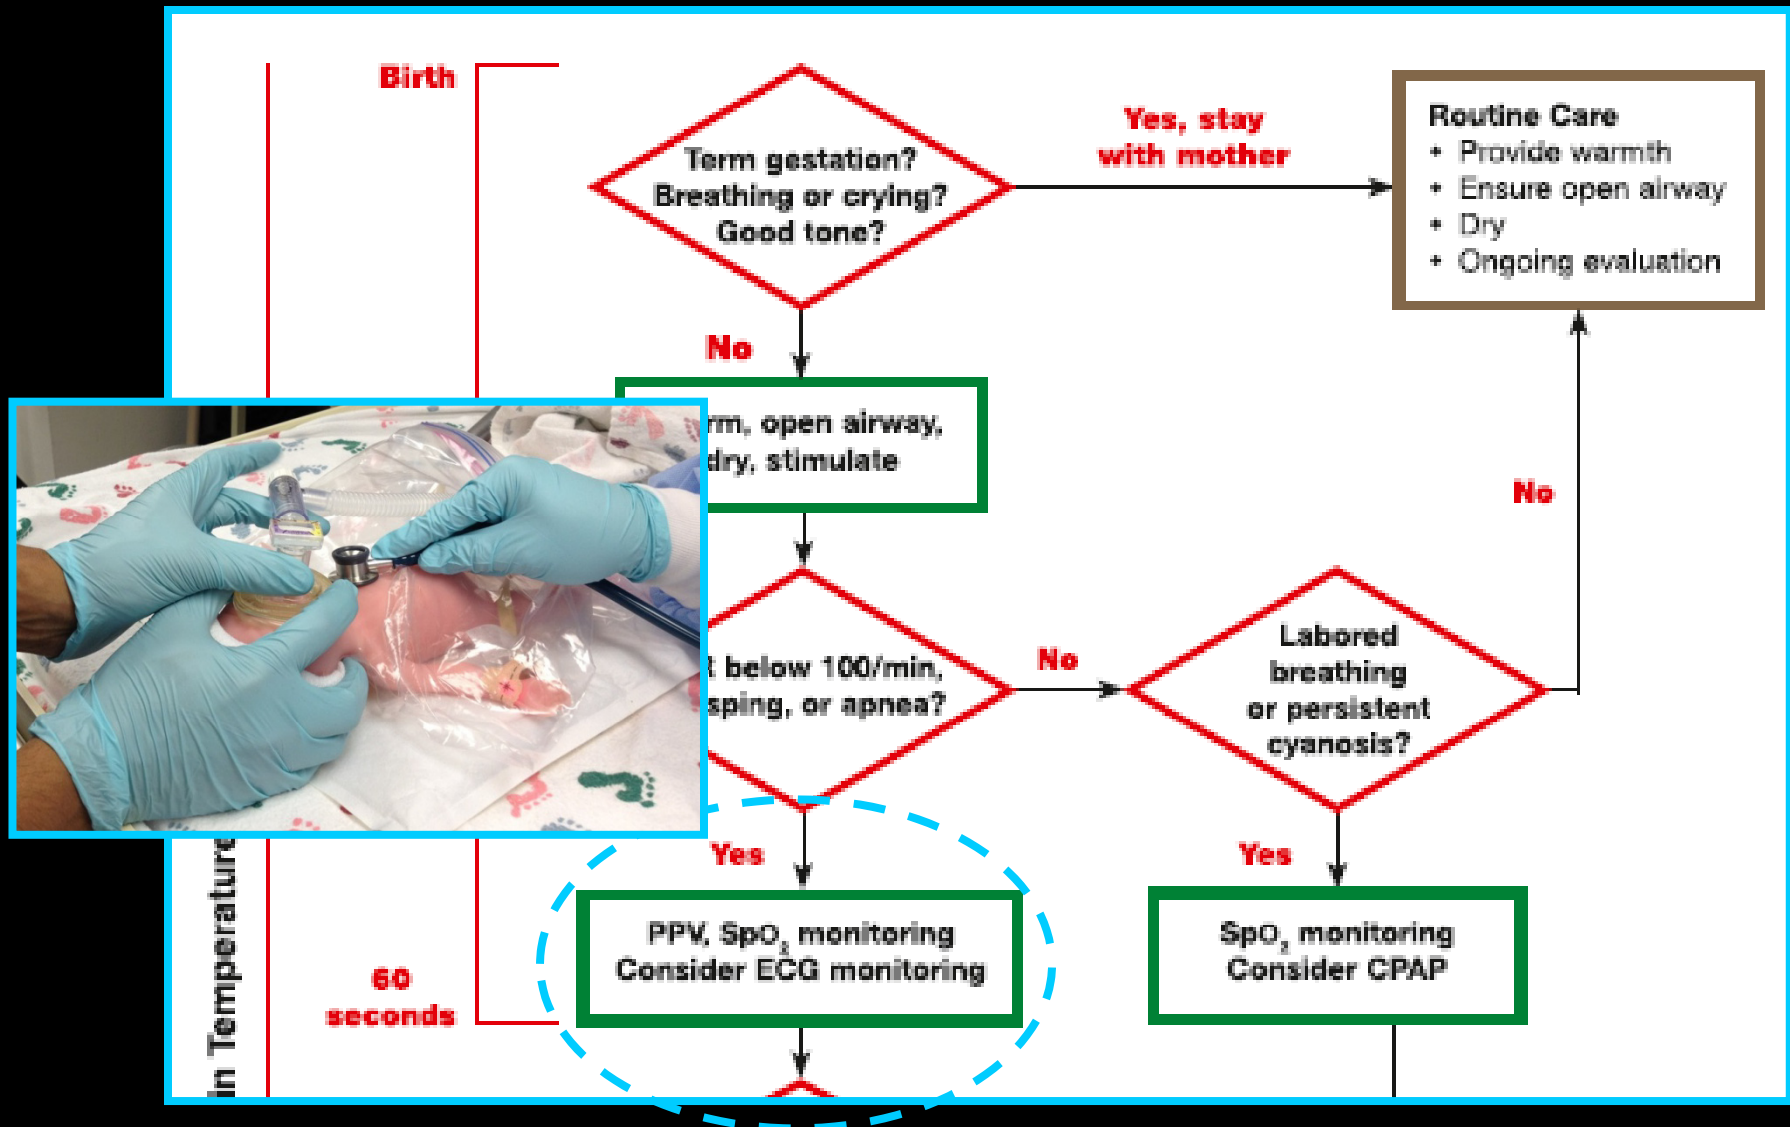 Birth
Term gestation?
Breathing or crying?
Good tone?
Yes, stay
with mother
Routine Care
• Provide warmth
• Ensure open airway
• Dry
• Ongoing evaluation
No
rm, open airway,
dry, stimulate
No
below 100/min,
sping, or apnea?
No
Labored
breathing
or persistent
cyanosis?
Yes
Yes
PPV, SpO₂ monitoring
Consider ECG monitoring
SpO₂ monitoring
Consider CPAP
60
seconds
in Temperature